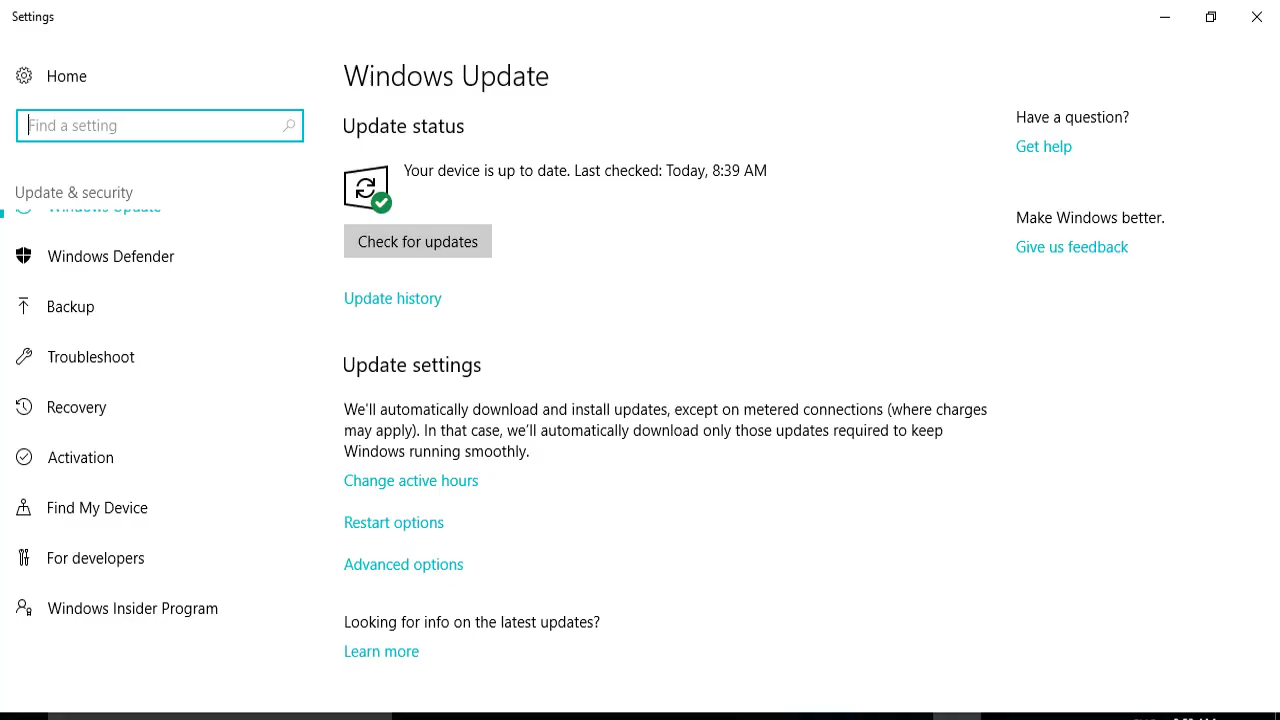 Settings
Home
Find a setting
Update & security
Windows Update
Windows Defender
Backup
Troubleshoot
Recovery
Activation
Find My Device
For developers
Windows Insider Program
Windows Update
Update status
Your device is up to date. Last checked: Today, 8:39 AM
Check for updates
Update history
Update settings
We'll automatically download and install updates, except on metered connections (where charges
may apply). In that case, we'll automatically download only those updates required to keep
Windows running smoothly.
Change active hours
Restart options
Advanced options
Looking for info on the latest updates?
Learn more
Have a question?
Get help
Make Windows better.
Give us feedback